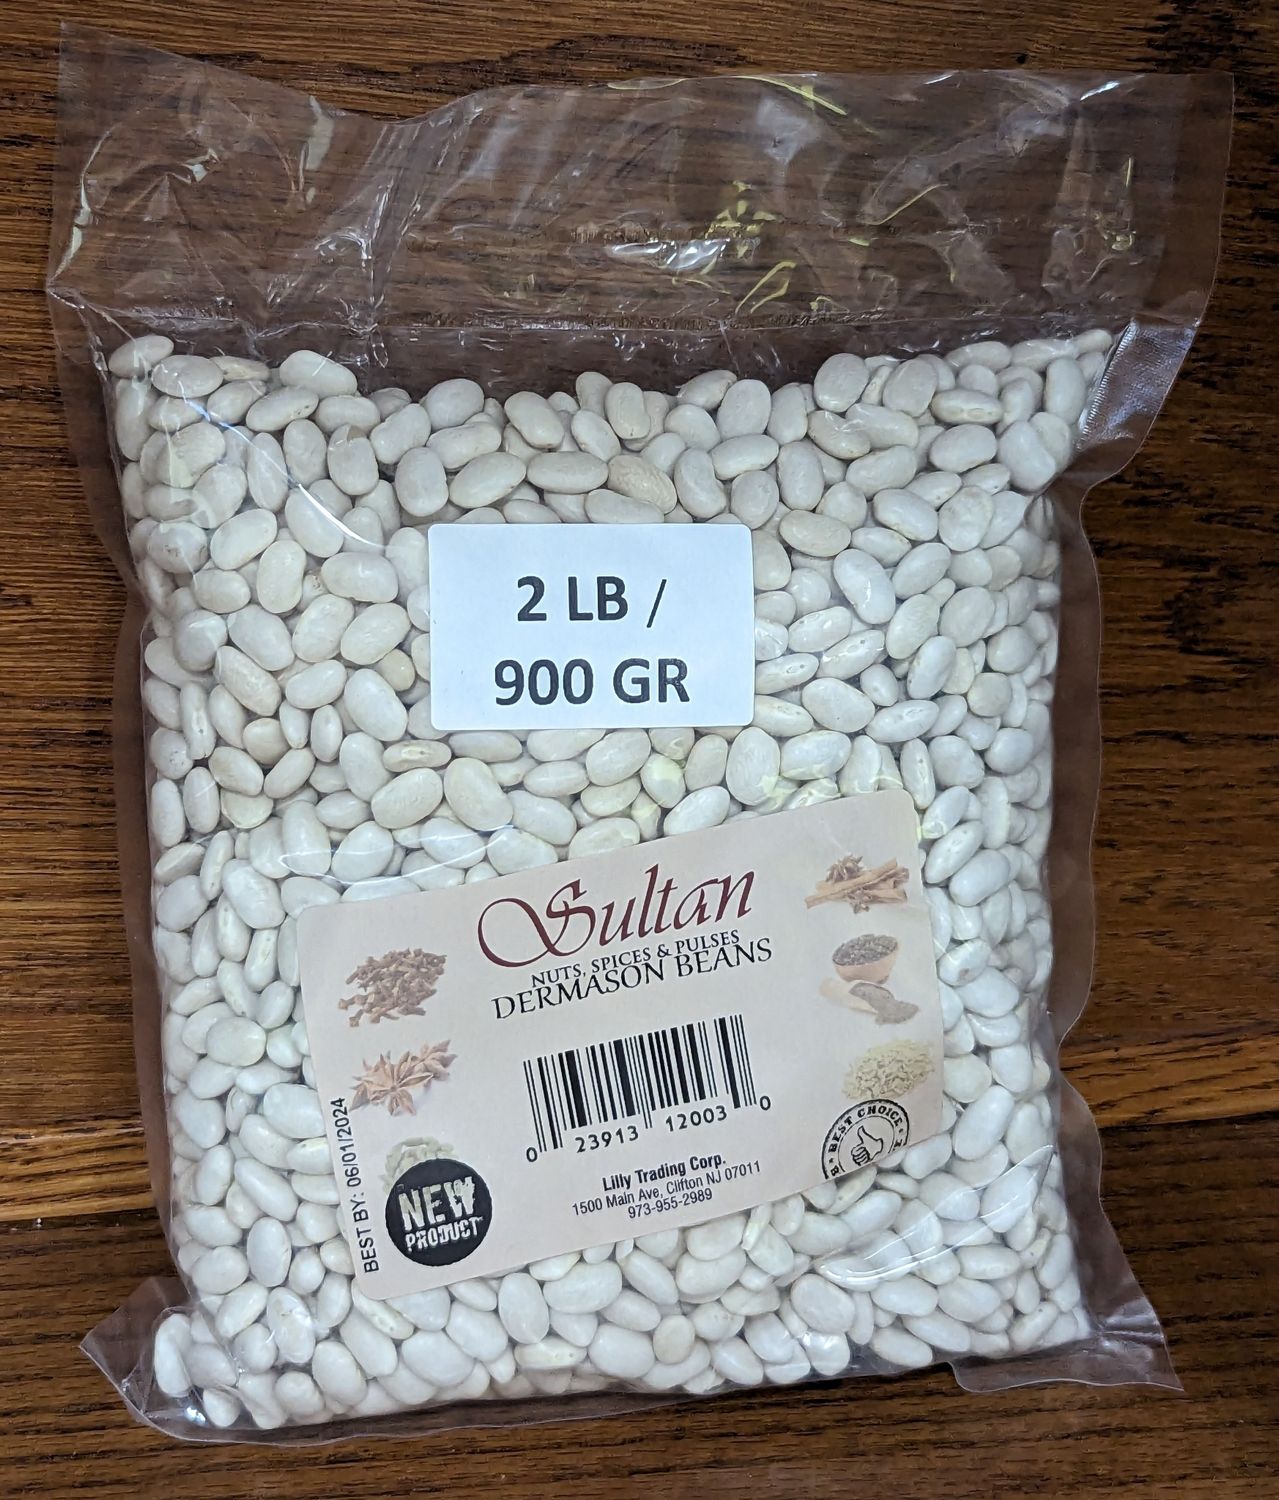 2 LB /
900 GR
Sultan
NUTS, SPICES & PULSES
DERMASON BEANS
0 23913 12003 0
Lilly Trading Corp.
1500 Main Ave, Clifton NJ 07011
973-955-2989
BEST BY: 06/01/2024
NEW
PRODUCT
BEST CHOICE